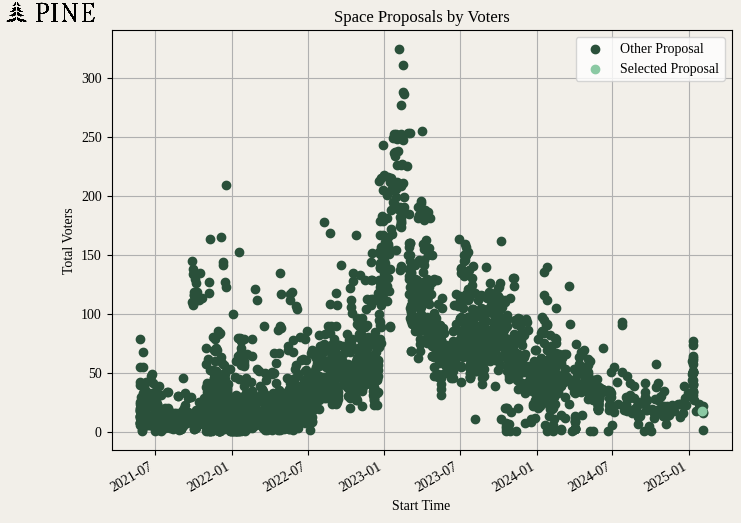 PINE
Space Proposals by Voters
Other Proposal
Selected Proposal
300
250
200
150
100
50
0
Total Voters
2021-07
2022-01
2022-07
2023-01
2023-07
2024-01
2024-07
2025-01
Start Time